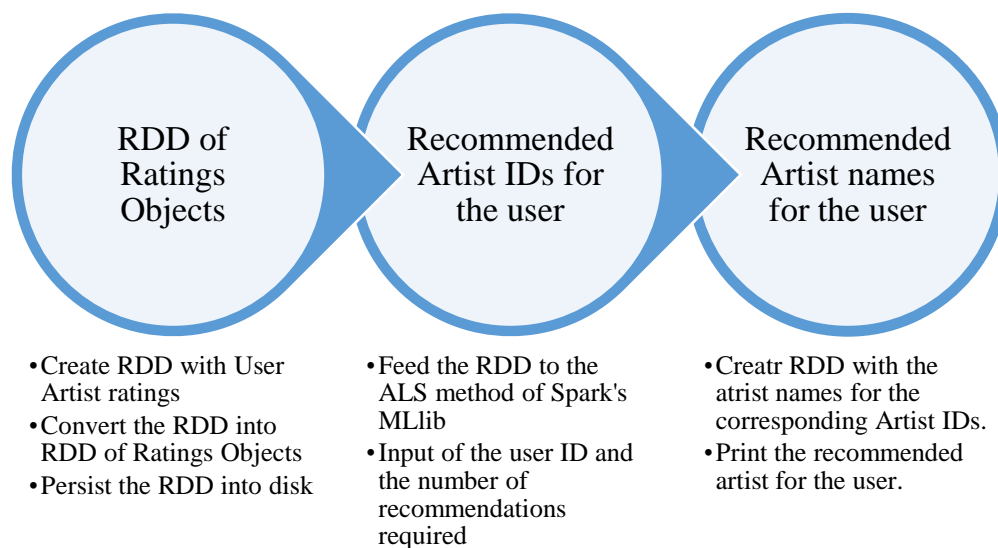 RDD of
Ratings
Objects
Recommended
Artist IDs for
the user
Recommended
Artist names
for the user
•Create RDD with User
Artist ratings
•Convert the RDD into
RDD of Ratings Objects
•Persist the RDD into disk
•Feed the RDD to the
ALS method of Spark's
MLlib
•Input of the user ID and
the number of
recommendations
required
•Creatr RDD with the
atrist names for the
corresponding Artist IDs.
•Print the recommended
artist for the user.